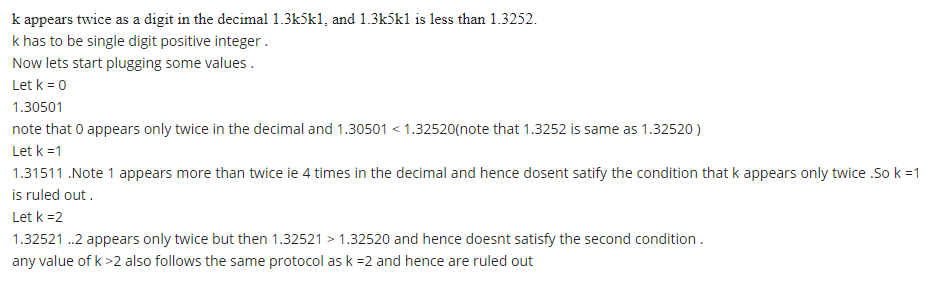 k appears twice as a digit in the decimal 1.3k5k1, and 1.3k5k1 is less than 1.3252.
k has to be single digit positive integer .
Now lets start plugging some values .
Let k = 0
1.30501
note that 0 appears only twice in the decimal and 1.30501 < 1.32520(note that 1.3252 is same as 1.32520 )
Let k =1
1.31511 .Note 1 appears more than twice ie 4 times in the decimal and hence dosent satify the condition that k appears only twice .So k =1
is ruled out .
Let k =2
1.32521 ..2 appears only twice but then 1.32521 > 1.32520 and hence doesnt satisfy the second condition .
any value of k >2 also follows the same protocol as k =2 and hence are ruled out